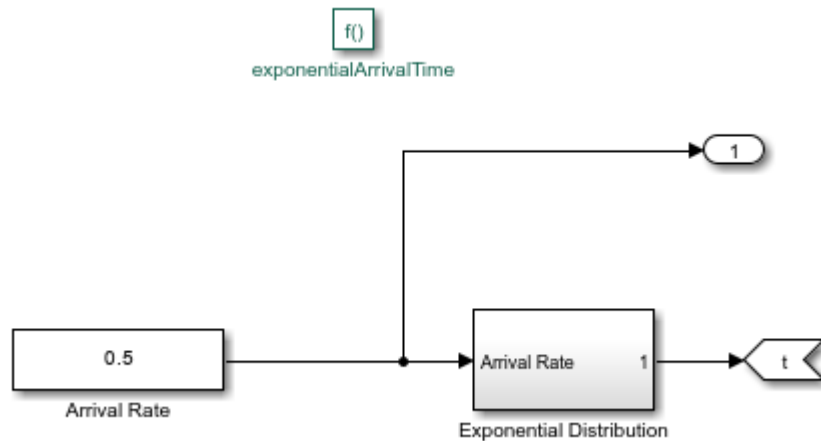 f()
exponentialArrivalTime
1
0.5
Arrival Rate
Arrival Rate
1
t
Exponential Distribution